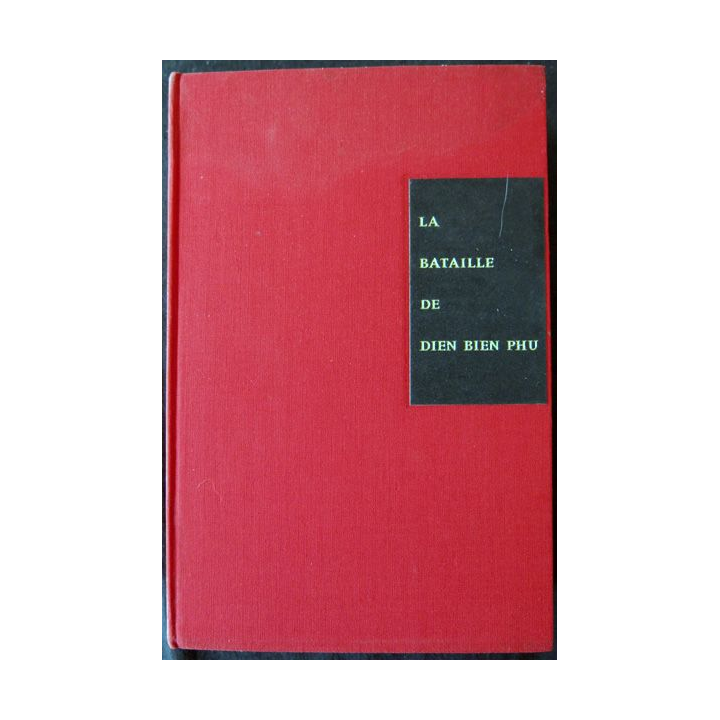 LA
BATAILLE
DE
DIEN BIEN PHU